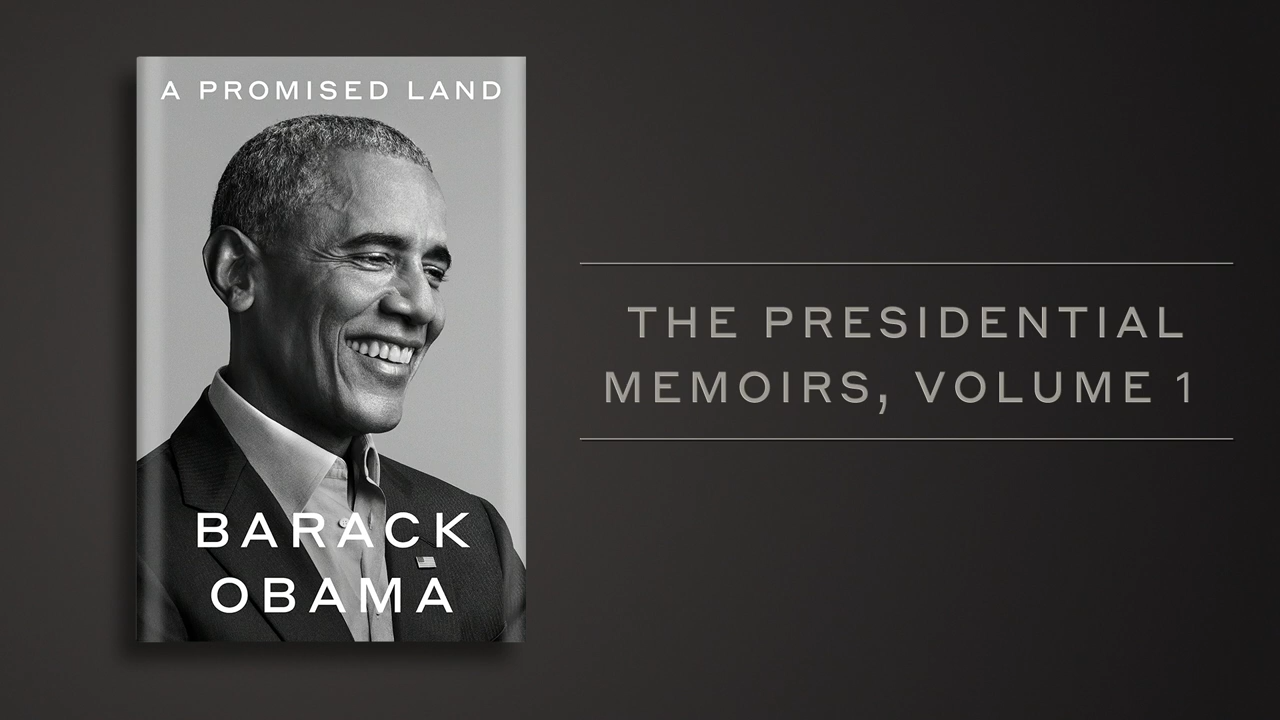 A PROMISED LAND
BARACK
OBAMA
THE PRESIDENTIAL
MEMOIRS, VOLUME 1